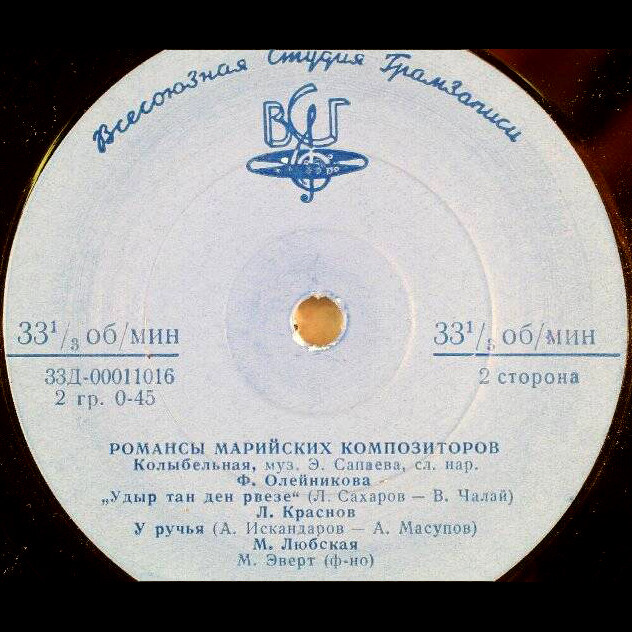 Всесоюзная Студия Грамзаписи
ВСГ
33¹/₃ об/мин
33Д-00011016
2 гр. 0-45
33¹/₃ об/мин
2 сторона
РОМАНСЫ МАРИЙСКИХ КОМПОЗИТОРОВ
Колыбельная, муз. Э. Сапаева, сл. нар.
Ф. Олейникова
„Удыр тан ден рвезе“ (Л. Сахаров — В. Чалай)
Л. Краснов
У ручья (А. Искандаров — А. Масупов)
М. Любская
М. Эверт (ф-но)